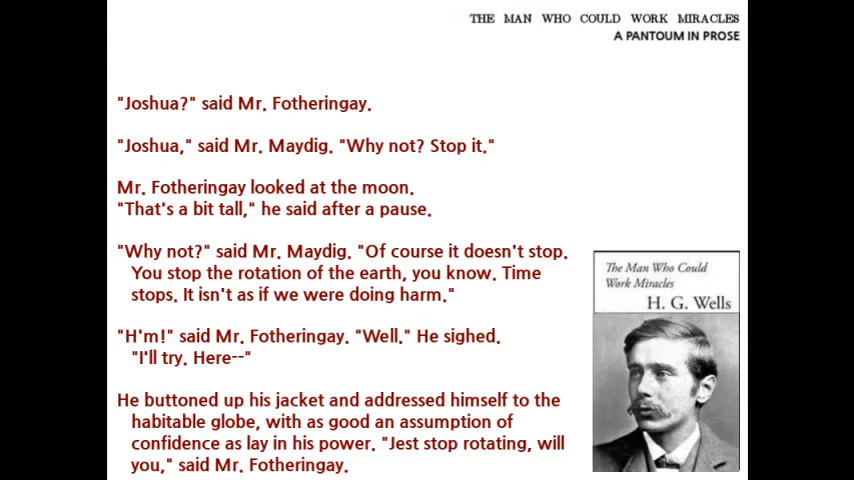 THE MAN WHO COULD WORK MIRACLES
A PANTOUM IN PROSE
"Joshua?" said Mr. Fotheringay.
"Joshua," said Mr. Maydig. "Why not? Stop it."
Mr. Fotheringay looked at the moon.
"That's a bit tall," he said after a pause.
"Why not?" said Mr. Maydig. "Of course it doesn't stop.
You stop the rotation of the earth, you know. Time
stops. It isn't as if we were doing harm."
"H'm!" said Mr. Fotheringay. "Well." He sighed.
"I'll try. Here--"
He buttoned up his jacket and addressed himself to the
habitable globe, with as good an assumption of
confidence as lay in his power. "Jest stop rotating, will
you," said Mr. Fotheringay.
The Man Who Could
Work Miracles
H. G. Wells